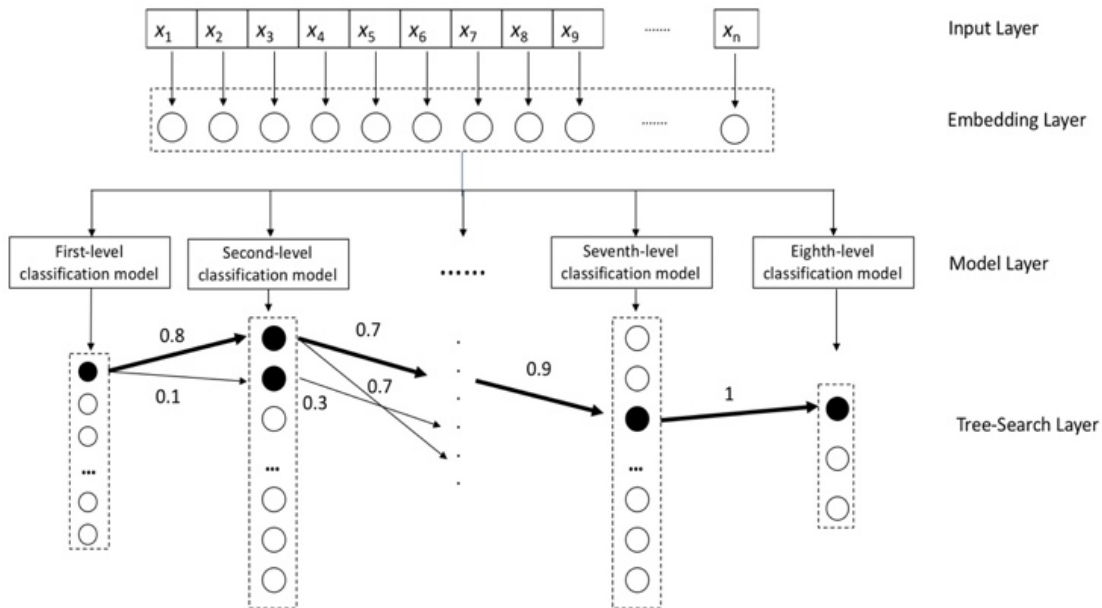 x1 x2 x3 x4 x5 x6 x7 x8 x9 ....... xn
Input Layer
.......
Embedding Layer
First-level
classification model
Second-level
classification model
......
Seventh-level
classification model
Eighth-level
classification model
Model Layer
0.8
0.7
0.9
1
0.1
0.3
0.7
...
...
...
Tree-Search Layer